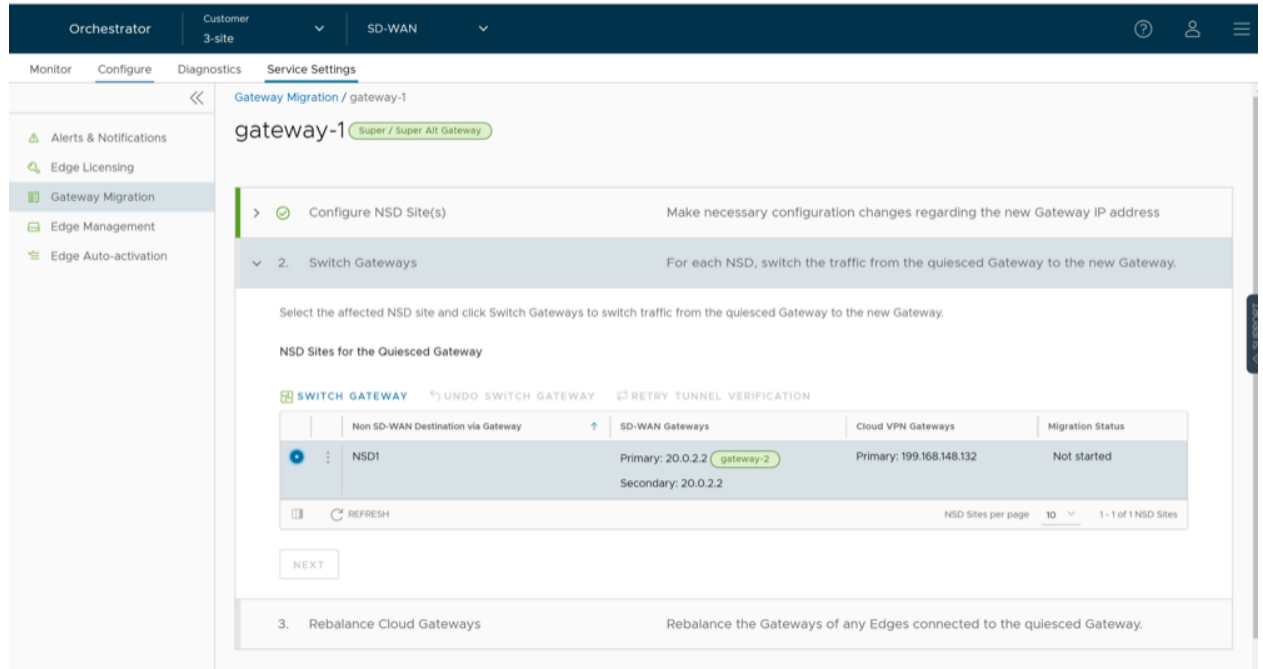 Orchestrator
Customer
3-site
SD-WAN
Monitor Configure Diagnostics Service Settings
Alerts & Notifications
Edge Licensing
Gateway Migration
Edge Management
Edge Auto-activation
Gateway Migration / gateway-1
gateway-1 Super / Super Alt Gateway
Configure NSD Site(s) Make necessary configuration changes regarding the new Gateway IP address
2. Switch Gateways For each NSD, switch the traffic from the quiesced Gateway to the new Gateway.
Select the affected NSD site and click Switch Gateways to switch traffic from the quiesced Gateway to the new Gateway.
NSD Sites for the Quiesced Gateway
SWITCH GATEWAY UNDO SWITCH GATEWAY RETRY TUNNEL VERIFICATION
Non SD-WAN Destination via Gateway SD-WAN Gateways Cloud VPN Gateways Migration Status
NSD1 Primary: 20.0.2.2 gateway-2 Primary: 199.168.148.132 Not started
Secondary: 20.0.2.2
REFRESH NSD Sites per page 10 1 - 1 of 1 NSD Sites
NEXT
3. Rebalance Cloud Gateways Rebalance the Gateways of any Edges connected to the quiesced Gateway.
SUPPORT